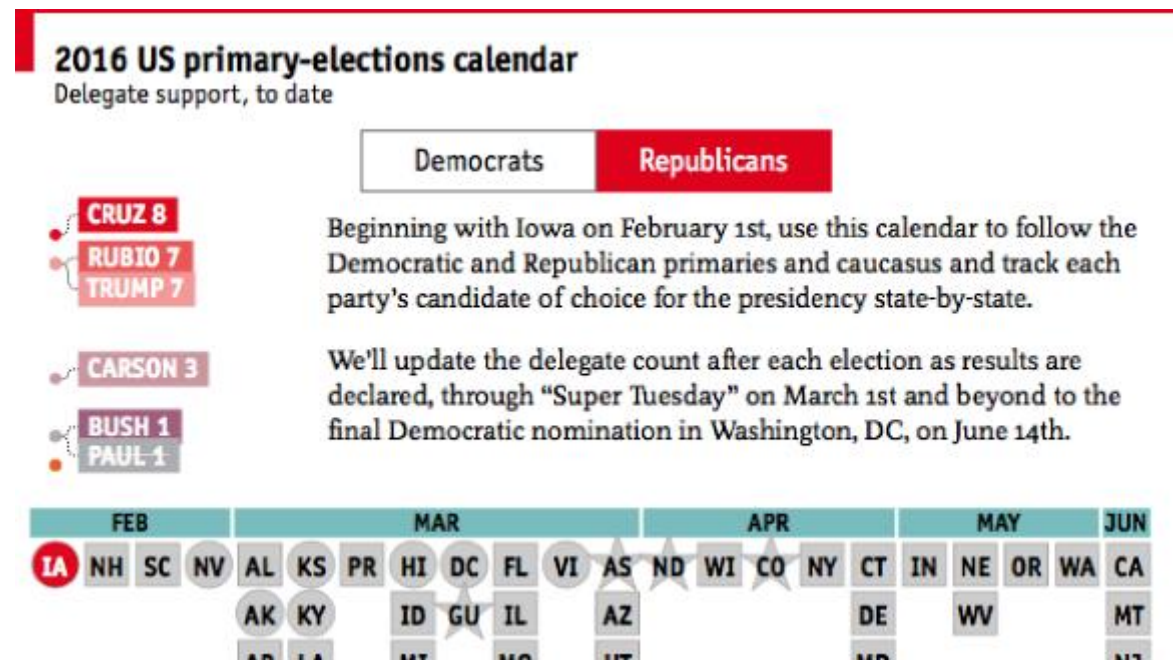 2016 US primary-elections calendar
Delegate support, to date
Democrats Republicans
CRUZ 8
RUBIO 7
TRUMP 7
CARSON 3
BUSH 1
PAUL 1
Beginning with Iowa on February 1st, use this calendar to follow the
Democratic and Republican primaries and caucasus and track each
party's candidate of choice for the presidency state-by-state.
We'll update the delegate count after each election as results are
declared, through “Super Tuesday” on March 1st and beyond to the
final Democratic nomination in Washington, DC, on June 14th.
FEB MAR APR MAY JUN
IA NH SC NV AL KS PR HI DC FL VI AS ND WI CO NY CT IN NE OR WA CA
AK KY ID GU IL AZ DE WV MT